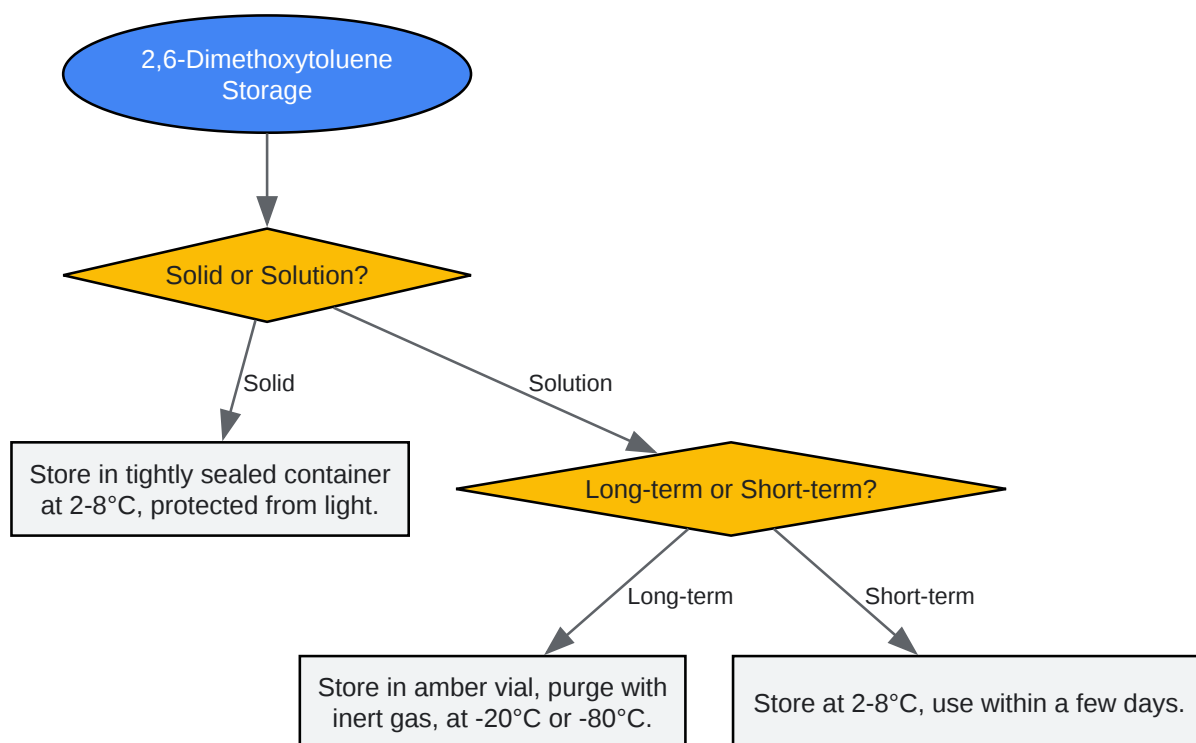 2,6-Dimethoxytoluene
Storage
Solid or Solution?
Solid
Solution
Store in tightly sealed container
at 2-8°C, protected from light.
Long-term or Short-term?
Long-term
Short-term
Store in amber vial, purge with
inert gas, at -20°C or -80°C.
Store at 2-8°C, use within a few days.